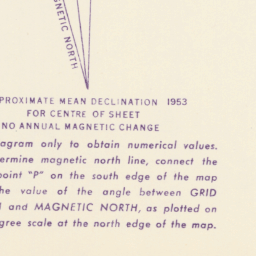 NETIC NORTH
PROXIMATE MEAN DECLINATION 1953
FOR CENTRE OF SHEET
NO ANNUAL MAGNETIC CHANGE
agram only to obtain numerical values.
ermine magnetic north line, connect the
point "P" on the south edge of the map
he value of the angle between GRID
and MAGNETIC NORTH, as plotted on
gree scale at the north edge of the map.